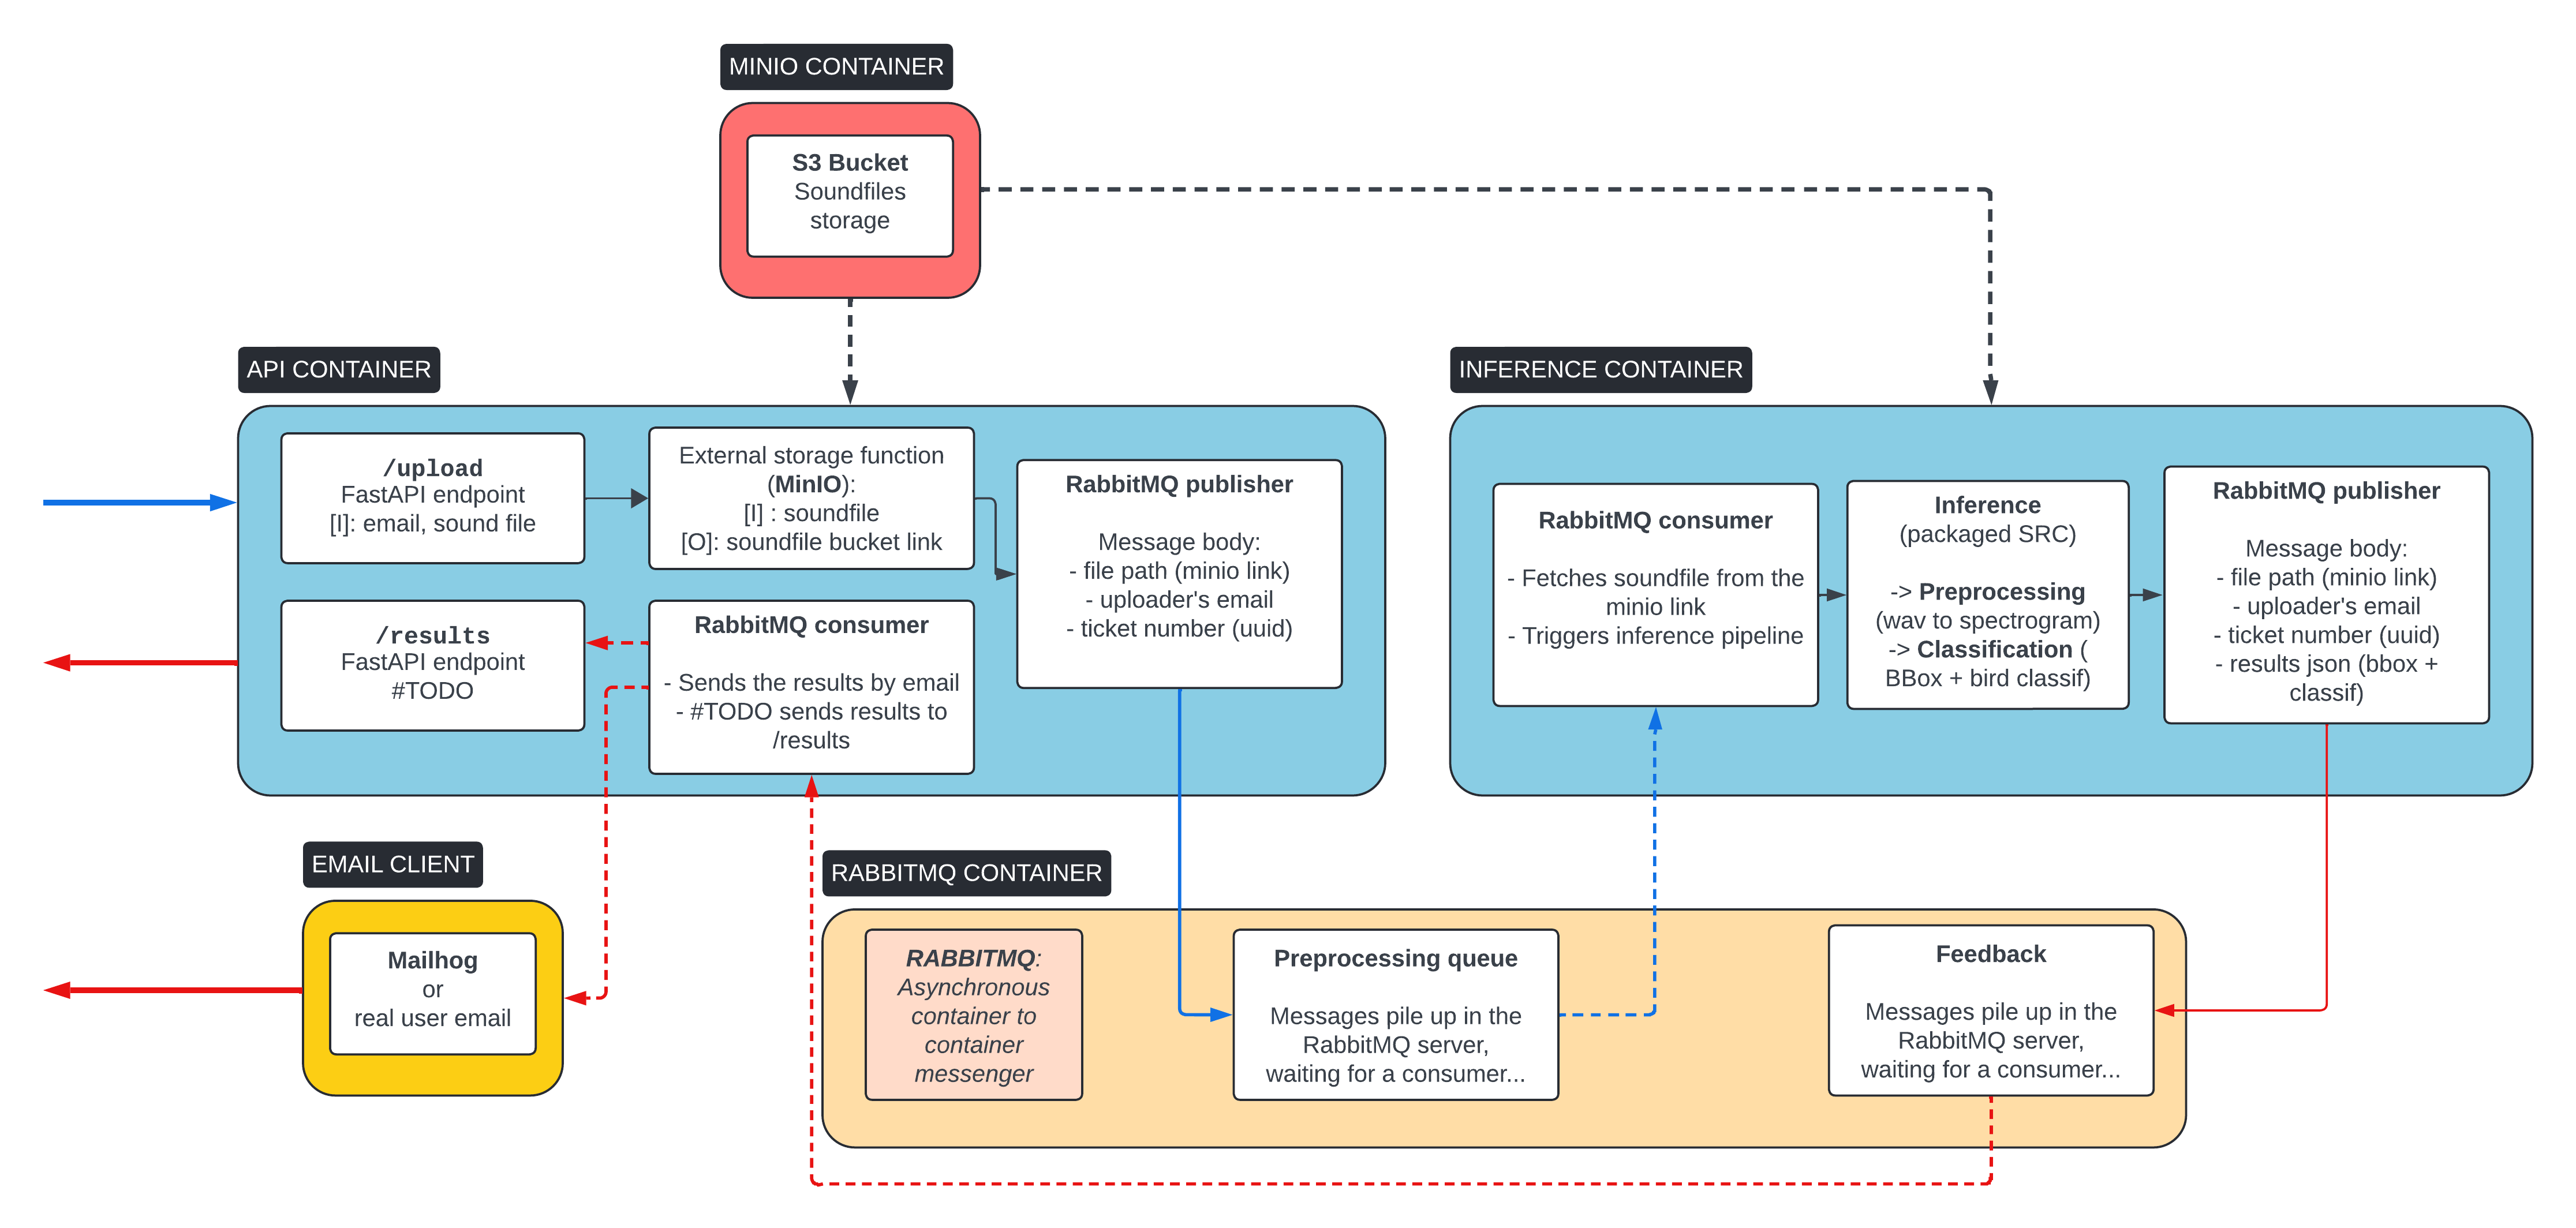 MINIO CONTAINER
S3 Bucket
Soundfiles
storage
API CONTAINER
/upload
FastAPI endpoint
[I]: email, sound file
External storage function
(MinIO):
[I] : soundfile
[O]: soundfile bucket link
RabbitMQ publisher
Message body:
- file path (minio link)
- uploader's email
- ticket number (uuid)
/results
FastAPI endpoint
#TODO
RabbitMQ consumer
- Sends the results by email
- #TODO sends results to
/results
INFERENCE CONTAINER
RabbitMQ consumer
- Fetches soundfile from the
minio link
- Triggers inference pipeline
Inference
(packaged SRC)
-> Preprocessing
(wav to spectrogram)
-> Classification (
BBox + bird classif)
RabbitMQ publisher
Message body:
- file path (minio link)
- uploader's email
- ticket number (uuid)
- results json (bbox +
classif)
EMAIL CLIENT
Mailhog
or
real user email
RABBITMQ CONTAINER
RABBITMQ:
Asynchronous
container to
container
messenger
Preprocessing queue
Messages pile up in the
RabbitMQ server,
waiting for a consumer...
Feedback
Messages pile up in the
RabbitMQ server,
waiting for a consumer...